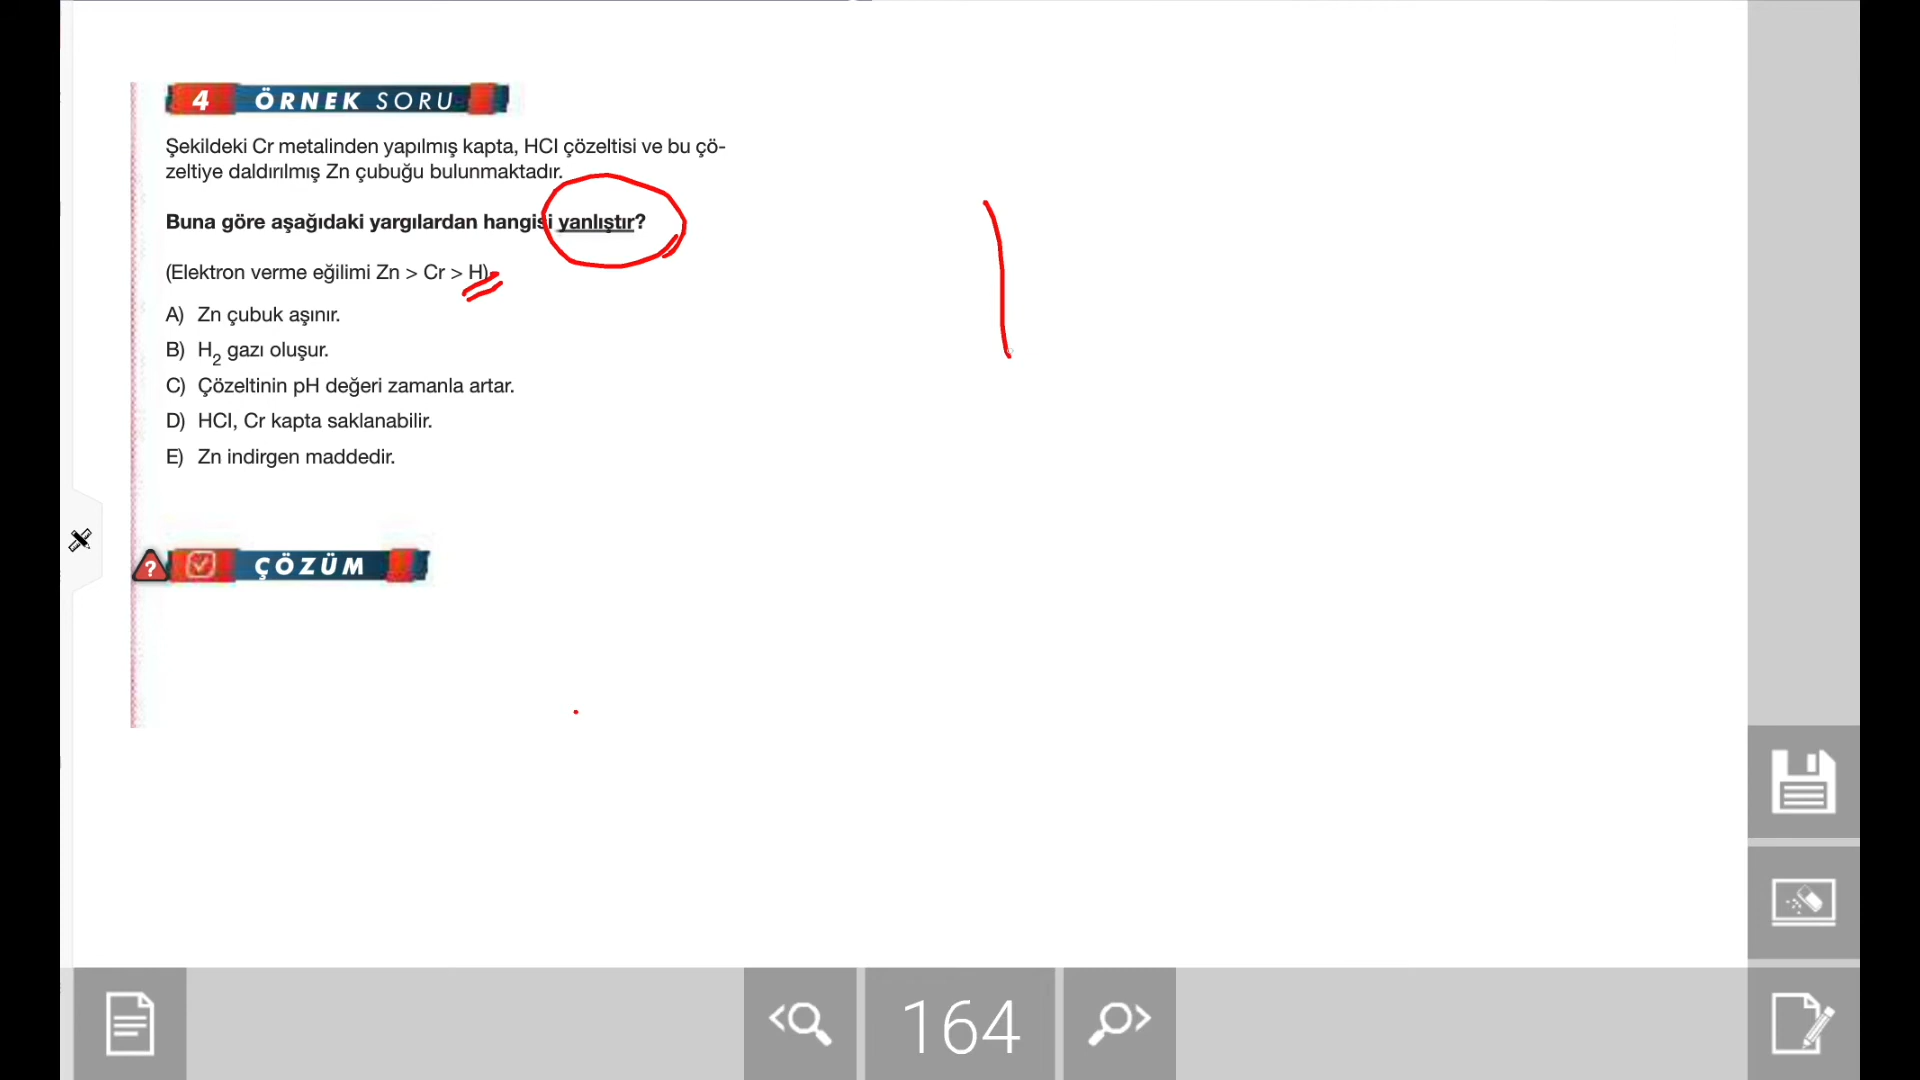 4 ÖRNEK SORU
Şekildeki Cr metalinden yapılmış kapta, HCl çözeltisi ve bu çö-
zeltiye daldırılmış Zn çubuğu bulunmaktadır.
Buna göre aşağıdaki yargılardan hangisi yanlıştır?
(Elektron verme eğilimi Zn > Cr > H)
A) Zn çubuk aşınır.
B) H2 gazı oluşur.
C) Çözeltinin pH değeri zamanla artar.
D) HCl, Cr kapta saklanabilir.
E) Zn indirgen maddedir.
? ÇÖZÜM
164